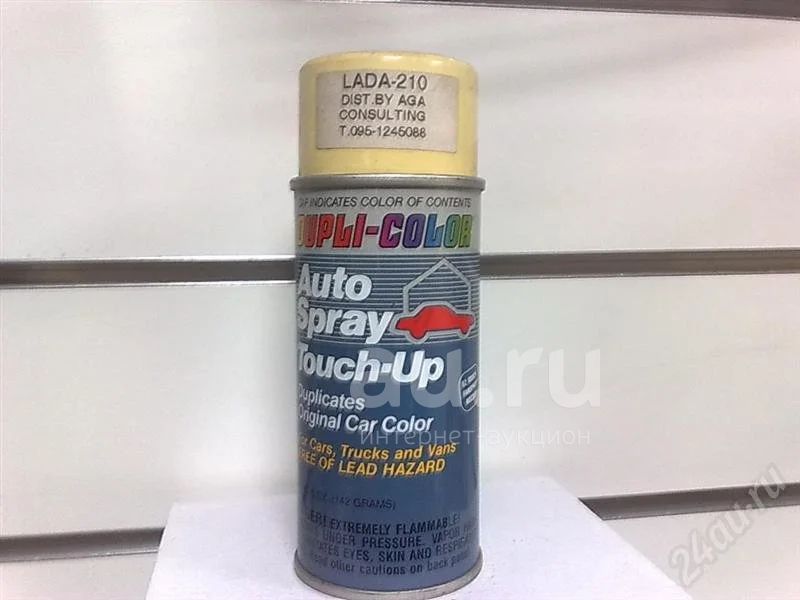 LADA-210
DIST.BY AGA
CONSULTING
T.095-1245088
CAP INDICATES COLOR OF CONTENTS
DUPLI-COLOR
Auto
Spray
Touch-Up
Duplicates
Original Car Color
For Cars, Trucks and Vans
FREE OF LEAD HAZARD
(142 GRAMS)
EXTREMELY FLAMMABLE!
UNDER PRESSURE. VAPOR
EYES, SKIN AND
Read other cautions on back
au.ru
интернет-аукцион
24au.ru